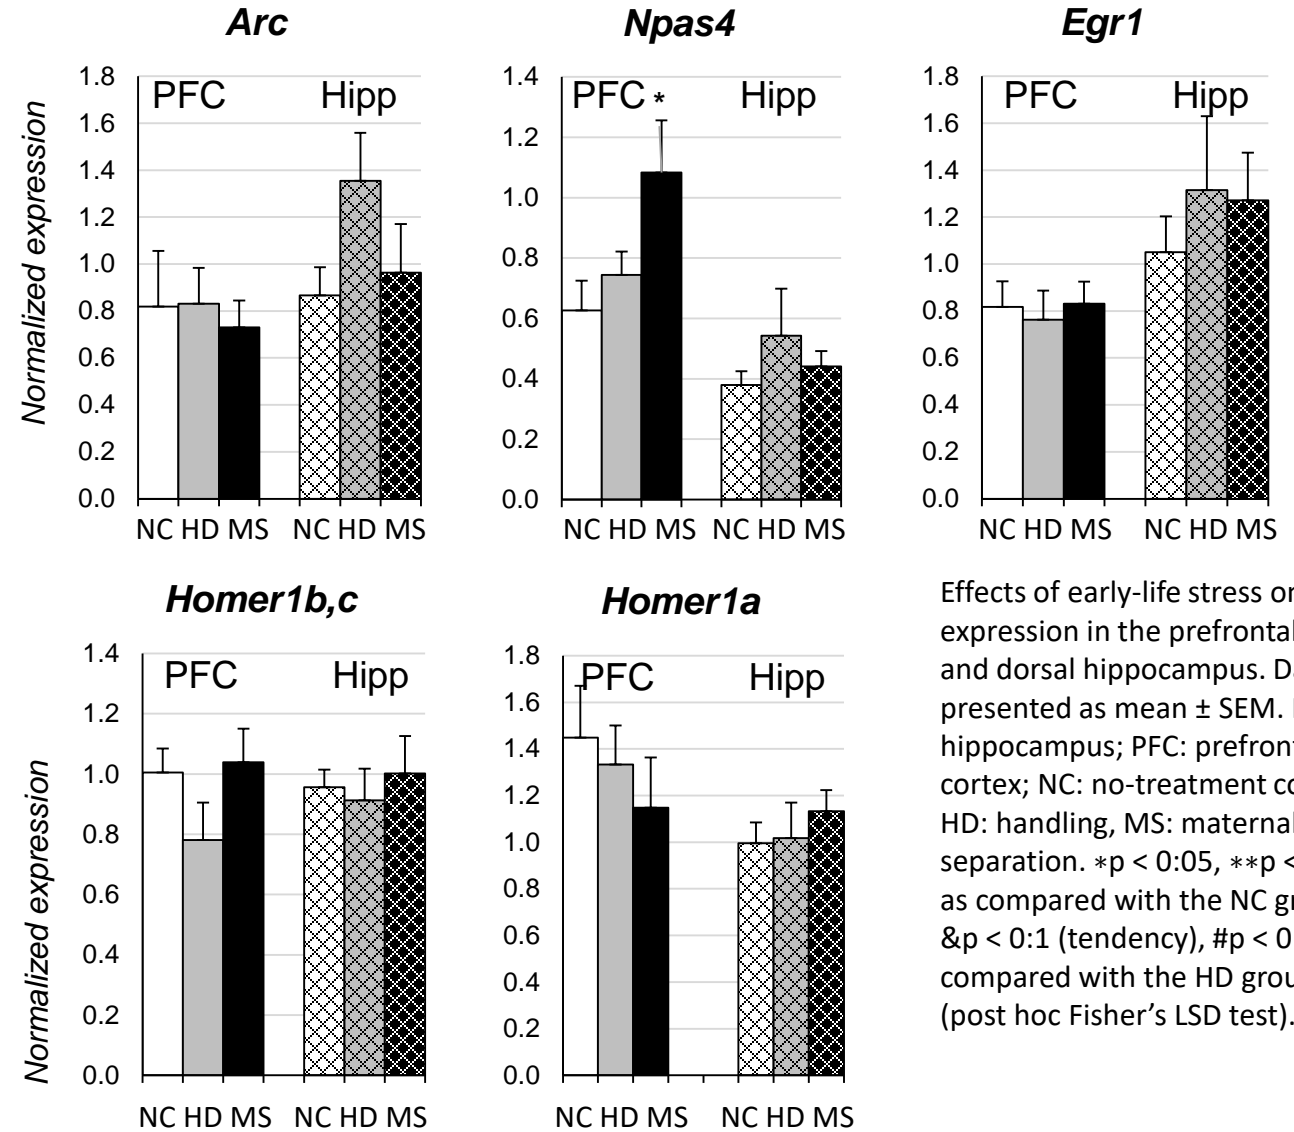 Arc
Npas4
Egr1
Normalized expression
1.8
1.6
1.4
1.2
1.0
0.8
0.6
0.4
0.2
0.0
PFC
Hipp
NC HD MS
NC HD MS
1.4
1.2
1.0
0.8
0.6
0.4
0.2
0.0
PFC *
Hipp
NC HD MS
NC HD MS
1.8
1.6
1.4
1.2
1.0
0.8
0.6
0.4
0.2
0.0
PFC
Hipp
NC HD MS
NC HD MS
Homer1b,c
Homer1a
Normalized expression
1.4
1.2
1.0
0.8
0.6
0.4
0.2
0.0
PFC
Hipp
NC HD MS
NC HD MS
1.8
1.6
1.4
1.2
1.0
0.8
0.6
0.4
0.2
0.0
PFC
Hipp
NC HD MS
NC HD MS
Effects of early-life stress
expression in the prefrontal
and dorsal hippocampus.
presented as mean ± SEM.
hippocampus; PFC:
cortex; NC: no-treatment
HD: handling, MS: maternal
separation. *p < 0:05, **p <
as compared with the NC
&p < 0:1 (tendency), #p < 0
compared with the HD
(post hoc Fisher's LSD test).